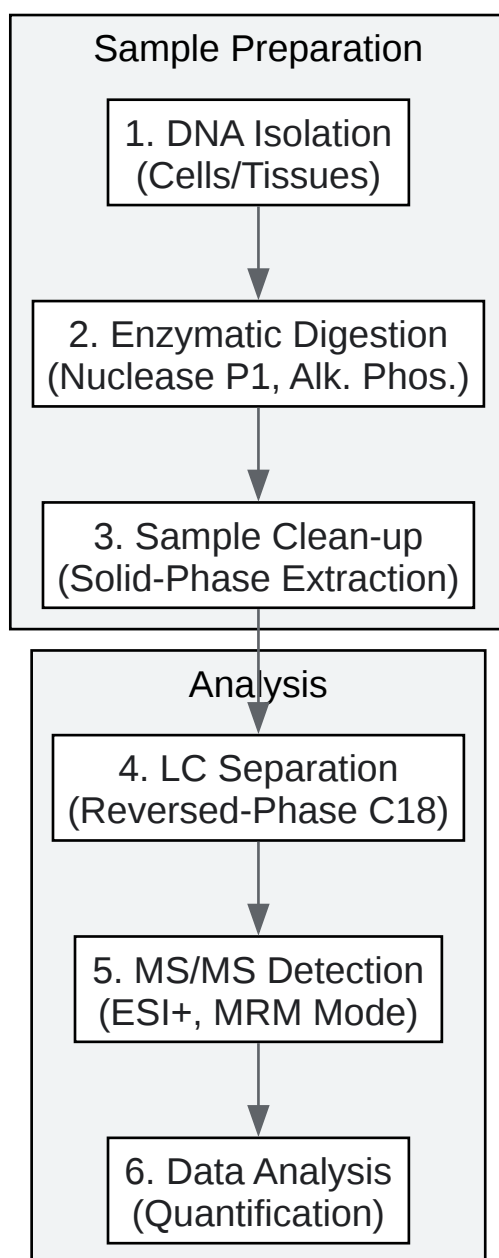 Sample Preparation
1. DNA Isolation
(Cells/Tissues)
2. Enzymatic Digestion
(Nuclease P1, Alk. Phos.)
3. Sample Clean-up
(Solid-Phase Extraction)
Analysis
4. LC Separation
(Reversed-Phase C18)
5. MS/MS Detection
(ESI+, MRM Mode)
6. Data Analysis
(Quantification)